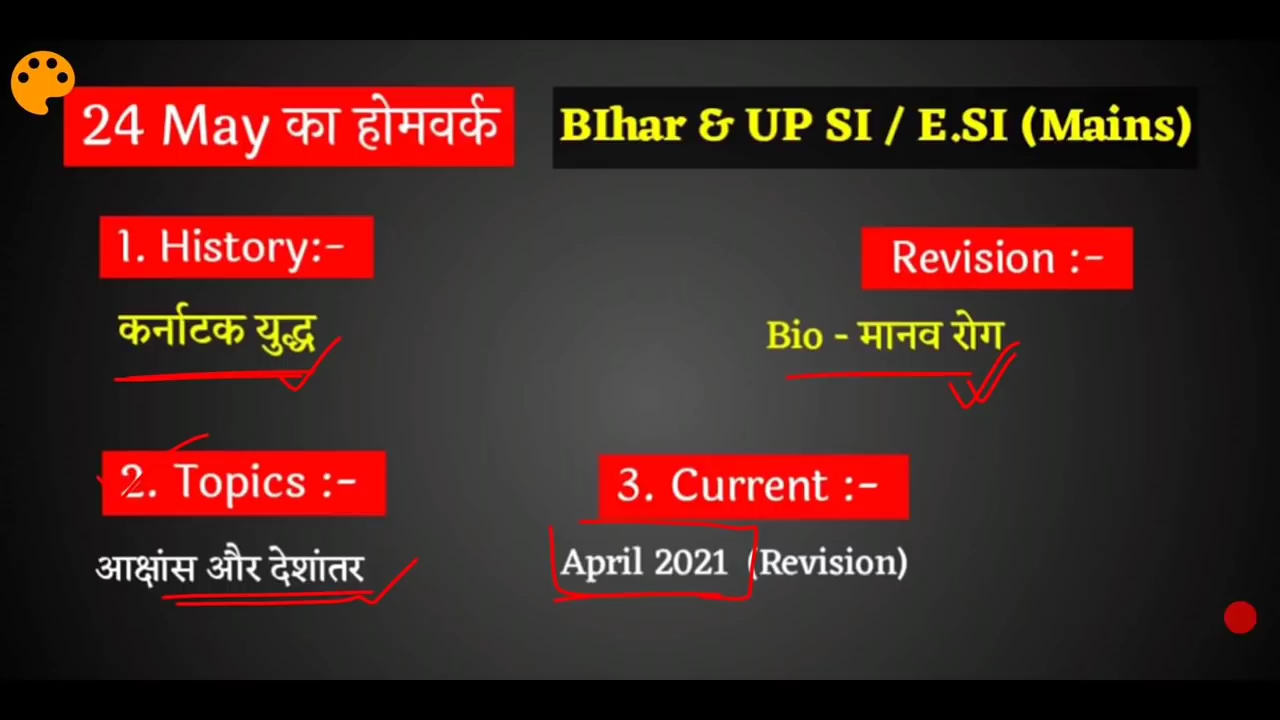 24 May का होमवर्क
BIhar & UP SI / E.SI (Mains)
1. History:-
कर्नाटक युद्ध
Revision :-
Bio - मानव रोग
2. Topics :-
आक्षांस और देशांतर
3. Current :-
April 2021 (Revision)